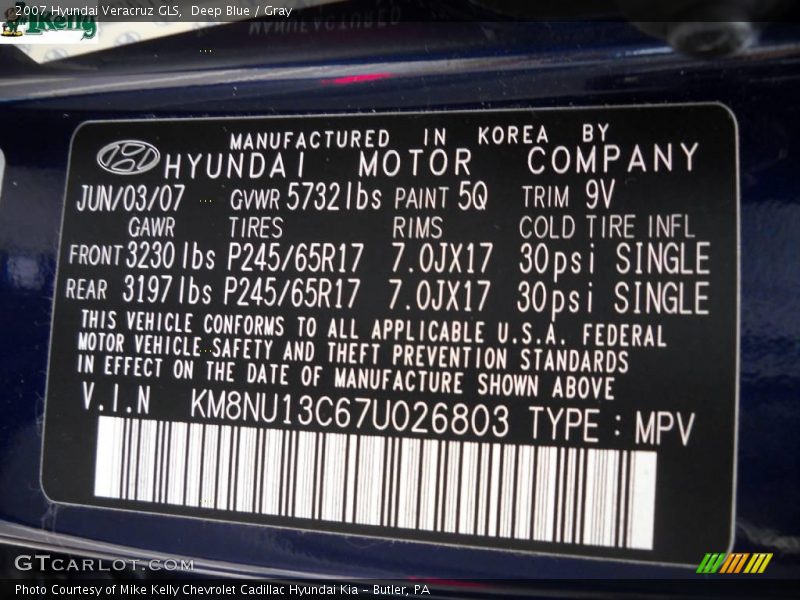 2007 Hyundai Veracruz GLS, Deep Blue / Gray
Kelly
MANUFACTURED IN KOREA BY
HYUNDAI MOTOR COMPANY
JUN/03/07 GVWR 5732lbs PAINT 5Q TRIM 9V
GAWR TIRES RIMS COLD TIRE INFL
FRONT 3230 lbs P245/65R17 7.0JX17 30psi SINGLE
REAR 3197lbs P245/65R17 7.0JX17 30psi SINGLE
THIS VEHICLE CONFORMS TO ALL APPLICABLE U.S.A. FEDERAL
MOTOR VEHICLE SAFETY AND THEFT PREVENTION STANDARDS
IN EFFECT ON THE DATE OF MANUFACTURE SHOWN ABOVE
V.I.N KM8NU13C67U026803 TYPE : MPV
GTCARLOT.COM
Photo Courtesy of Mike Kelly Chevrolet Cadillac Hyundai Kia – Butler, PA